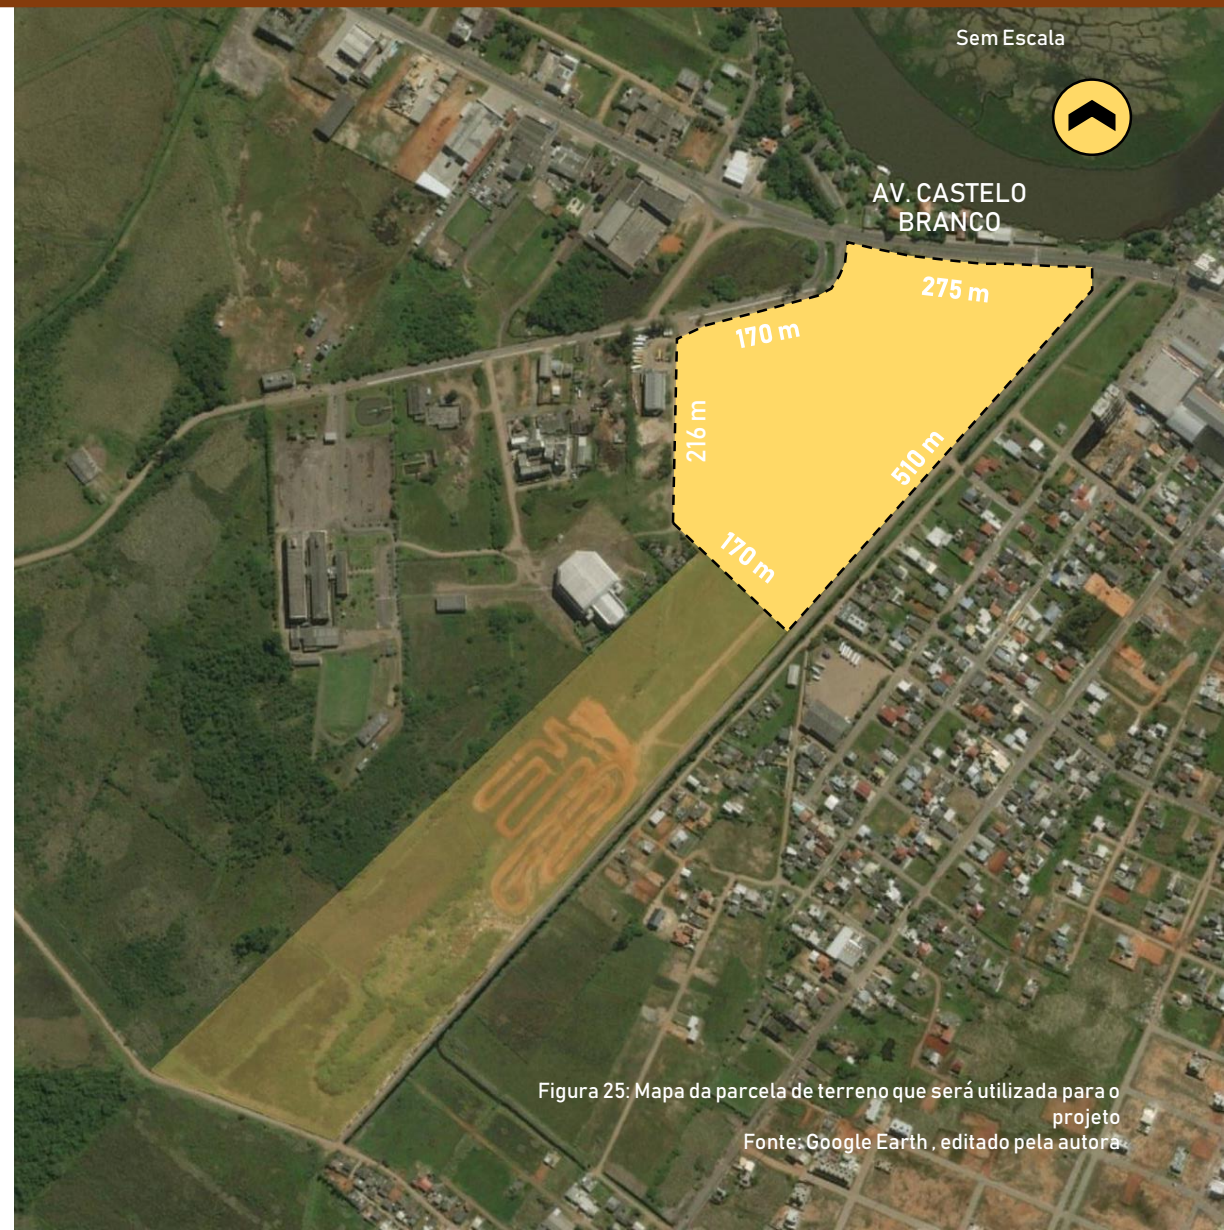 Sem Escala
AV. CASTELO
BRANCO
275 m
170 m
216 m
510 m
170 m
Figura 25: Mapa da parcela de terreno que será utilizada para o
projeto
Fonte: Google Earth , editado pela autora